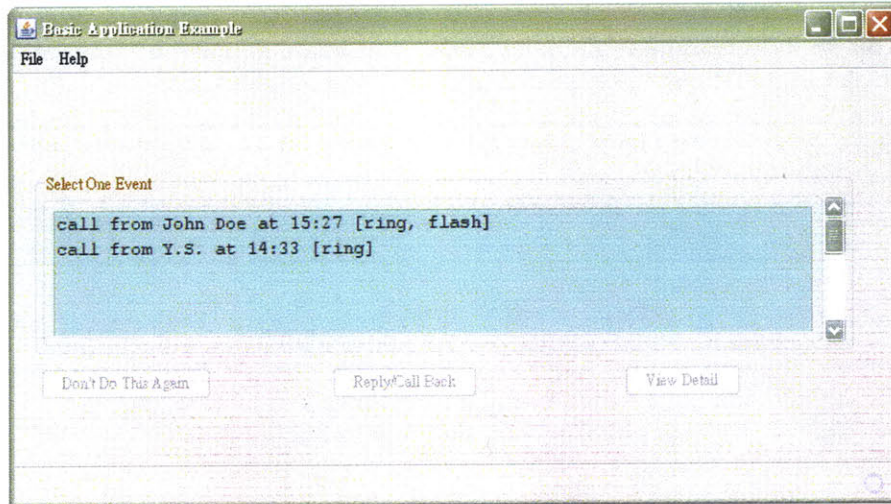 Basic Application Example
File Help
Select One Event
call from John Doe at 15:27 [ring, flash]
call from Y.S. at 14:33 [ring]
Don't Do This Again
Reply/Call Back
View Detail